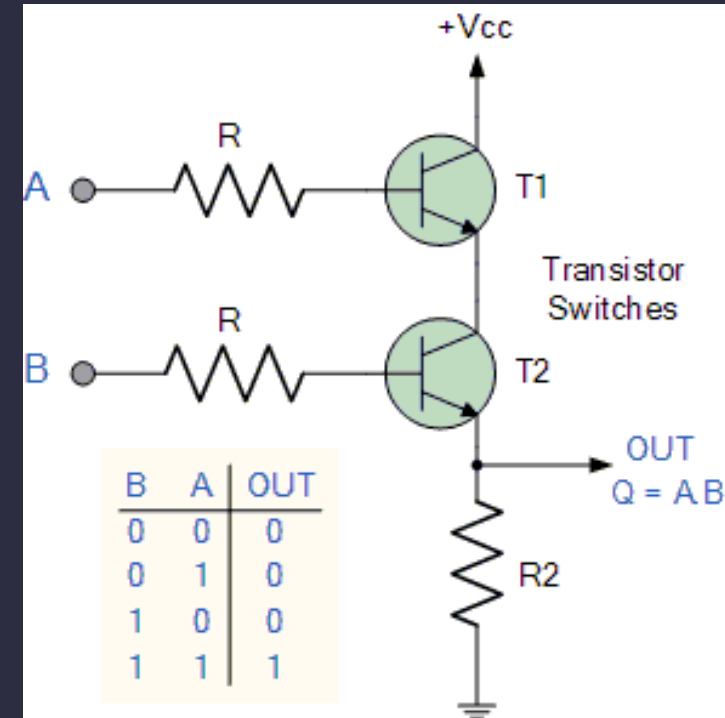 +Vcc
R
A
T1
Transistor
Switches
R
B
T2
OUT
Q = A.B
B A OUT
0 0 0
0 1 0
1 0 0
1 1 1
R2